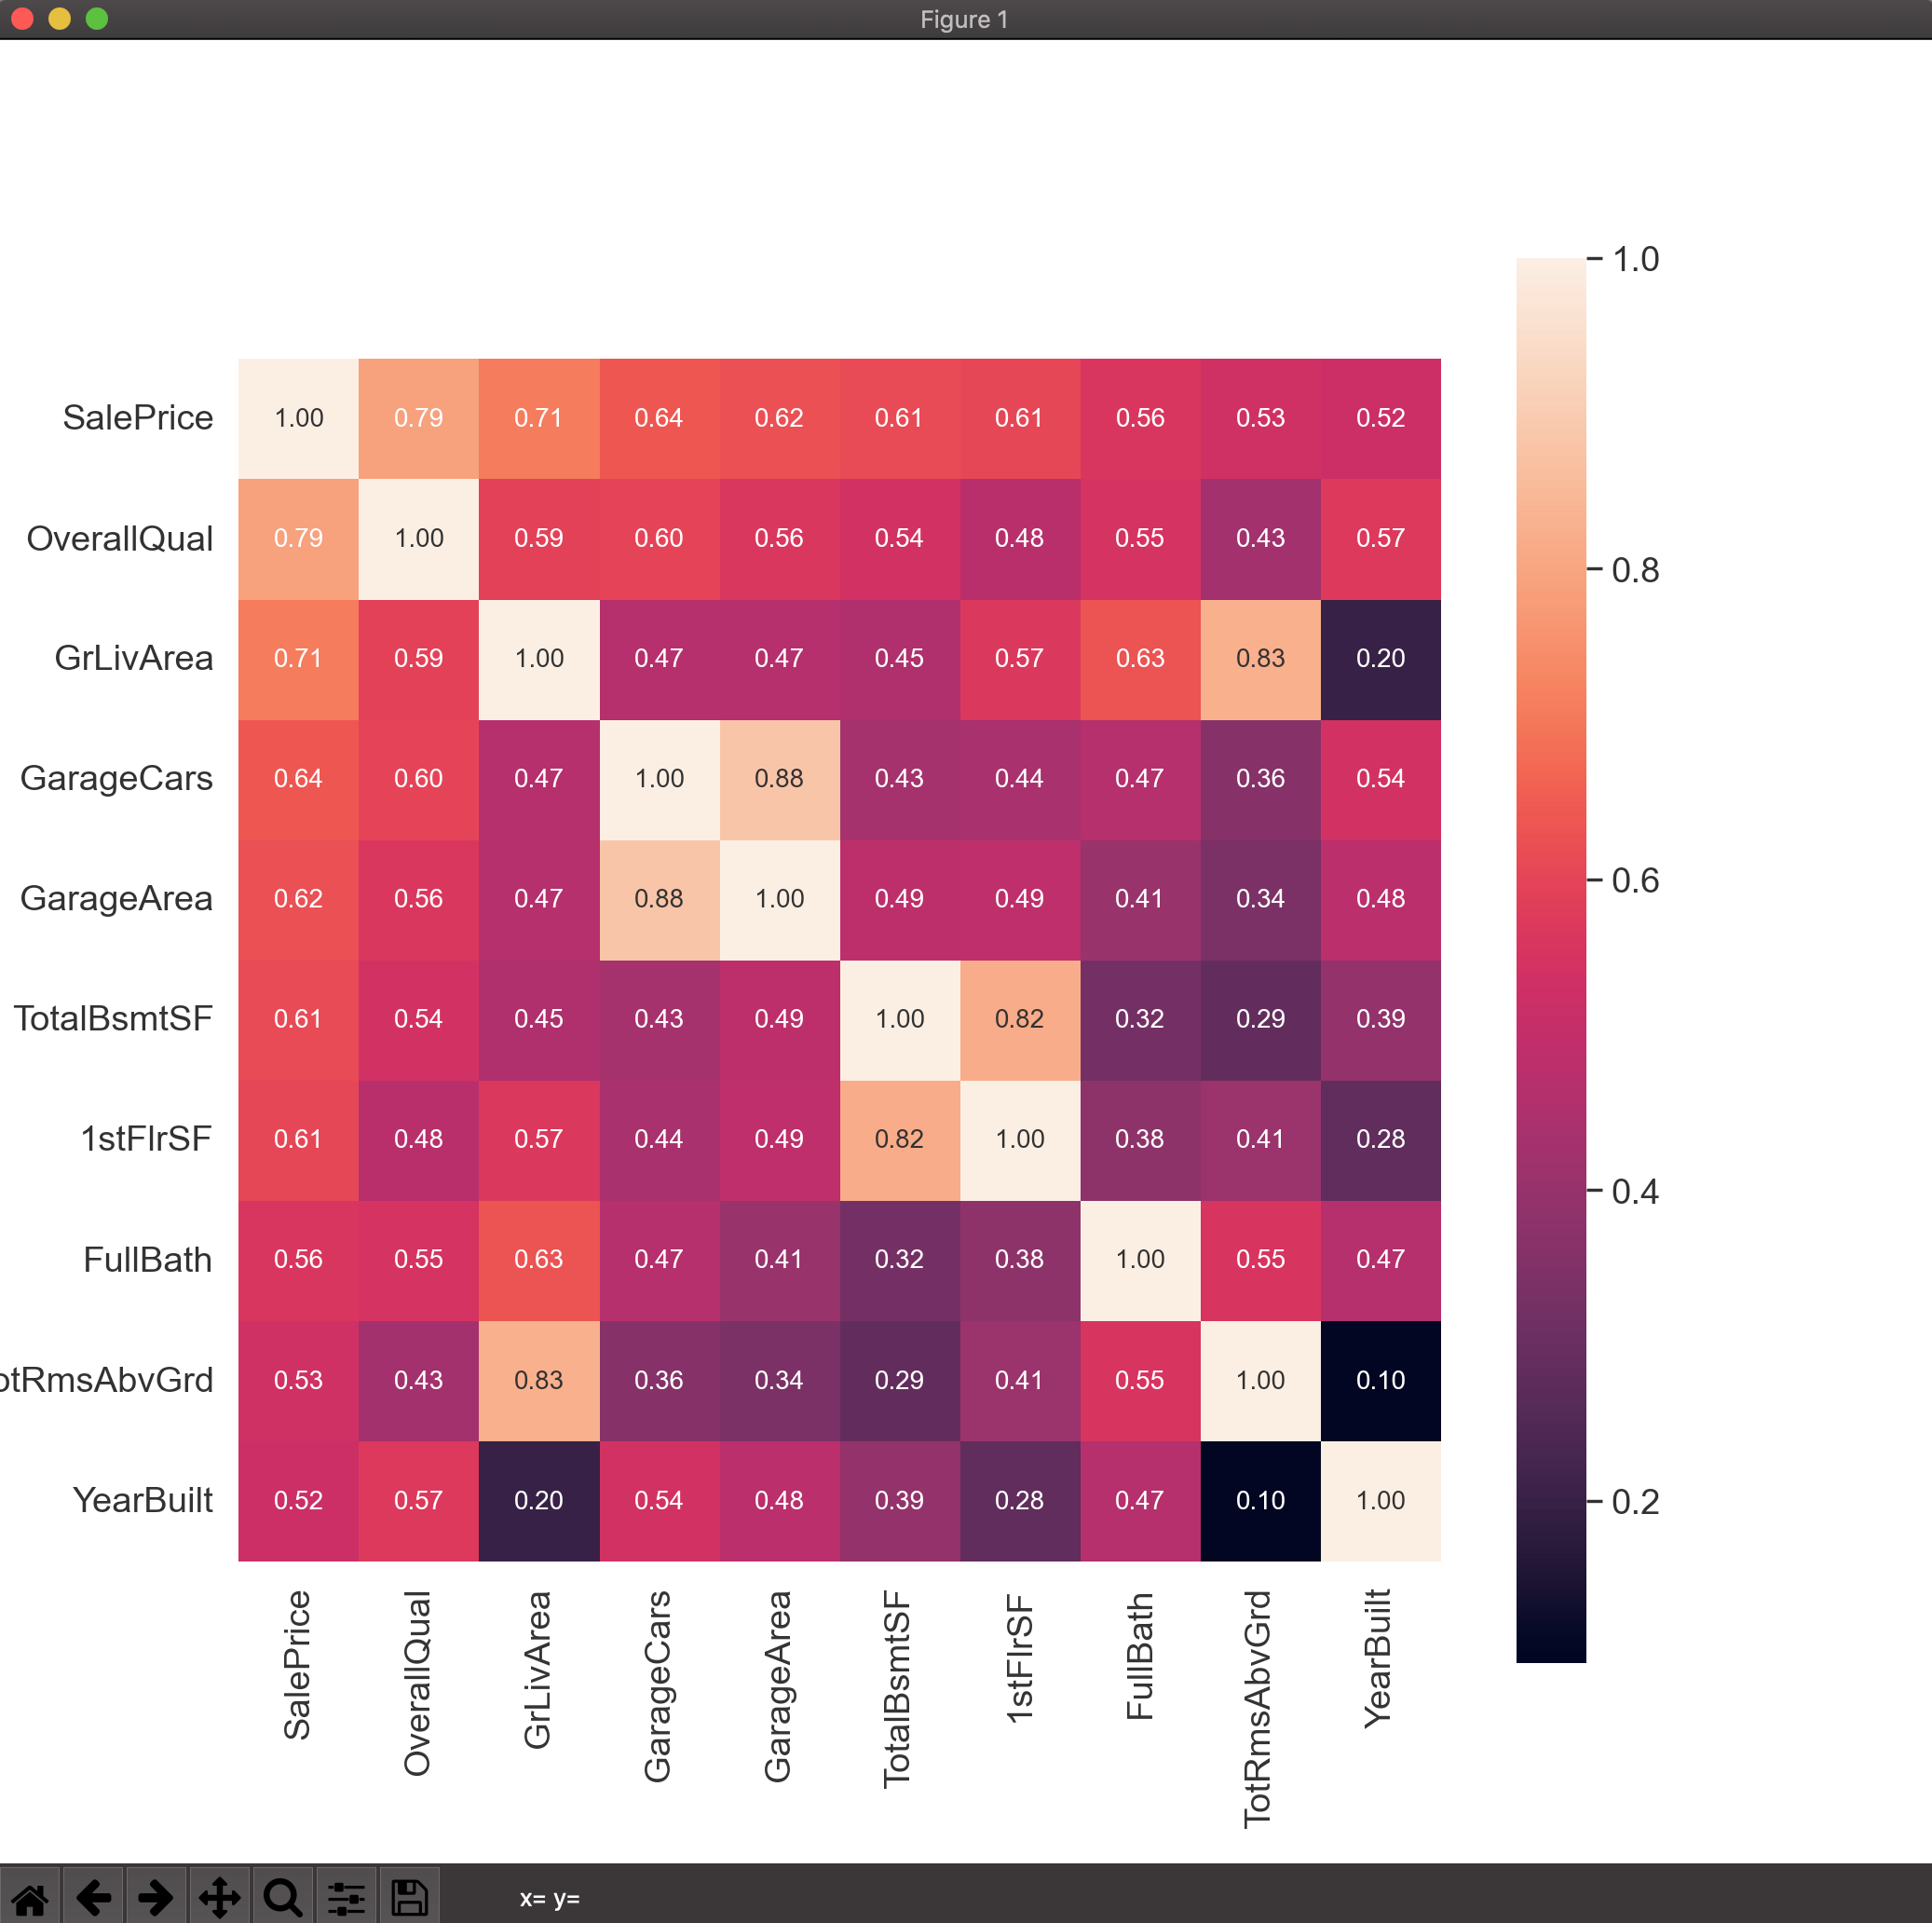 Figure 1
1.0
SalePrice 1.00 0.79 0.71 0.64 0.62 0.61 0.61 0.56 0.53 0.52
OverallQual 1.00 0.79 0.59 0.60 0.56 0.54 0.48 0.55 0.43 0.57
0.8
GrLivArea 0.71 0.59 1.00 0.47 0.47 0.45 0.57 0.63 0.83 0.20
GarageCars 0.64 0.60 0.47 1.00 0.88 0.43 0.44 0.47 0.36 0.54
0.6
GarageArea 0.62 0.56 0.47 0.88 1.00 0.49 0.49 0.41 0.34 0.48
TotalBsmtSF 0.61 0.54 0.45 0.43 0.49 1.00 0.82 0.32 0.29 0.39
1stFlrSF 0.61 0.48 0.57 0.44 0.49 0.82 1.00 0.38 0.41 0.28
0.4
FullBath 0.56 0.55 0.63 0.47 0.41 0.32 0.38 1.00 0.55 0.47
otRmsAbvGrd 0.53 0.43 0.83 0.36 0.34 0.29 0.41 0.55 1.00 0.10
YearBuilt 0.52 0.57 0.20 0.54 0.48 0.39 0.28 0.47 0.10 1.00
0.2
SalePrice
OverallQual
GrLivArea
GarageCars
GarageArea
TotalBsmtSF
1stFlrSF
FullBath
TotRmsAbvGrd
YearBuilt
x= y=